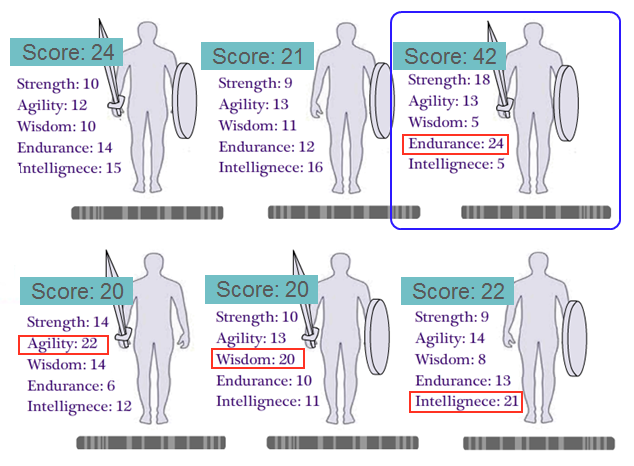 Score: 24
Strength: 10
Agility: 12
Wisdom: 10
Endurance: 14
Intellignece: 15
Score: 21
Strength: 9
Agility: 13
Wisdom: 11
Endurance: 12
Intellignece: 16
Score: 42
Strength: 18
Agility: 13
Wisdom: 5
Endurance: 24
Intellignece: 5
Score: 20
Strength: 14
Agility: 22
Wisdom: 14
Endurance: 6
Intellignece: 12
Score: 20
Strength: 10
Agility: 13
Wisdom: 20
Endurance: 10
Intellignece: 11
Score: 22
Strength: 9
Agility: 14
Wisdom: 8
Endurance: 13
Intellignece: 21